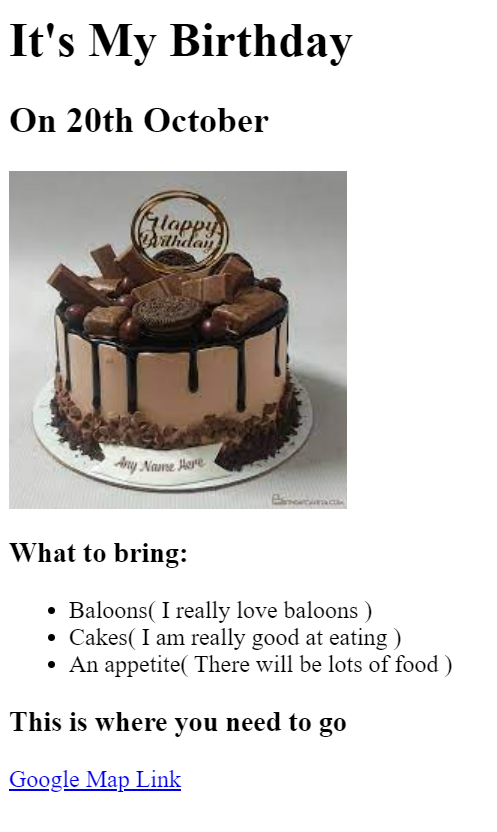 It's My Birthday
On 20th October
Happy
Birthday
Any Name Here
What to bring:
Baloons( I really love baloons )
Cakes( I am really good at eating )
An appetite( There will be lots of food )
This is where you need to go
Google Map Link